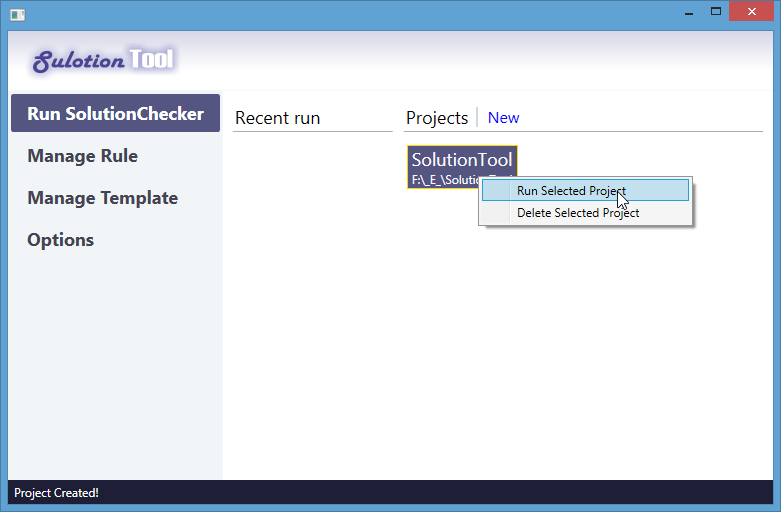 Sulotion Tool
Run SolutionChecker
Manage Rule
Manage Template
Options
Recent run
Projects
New
SolutionTool
F:\_E_\Solutio
Run Selected Project
Delete Selected Project
Project Created!